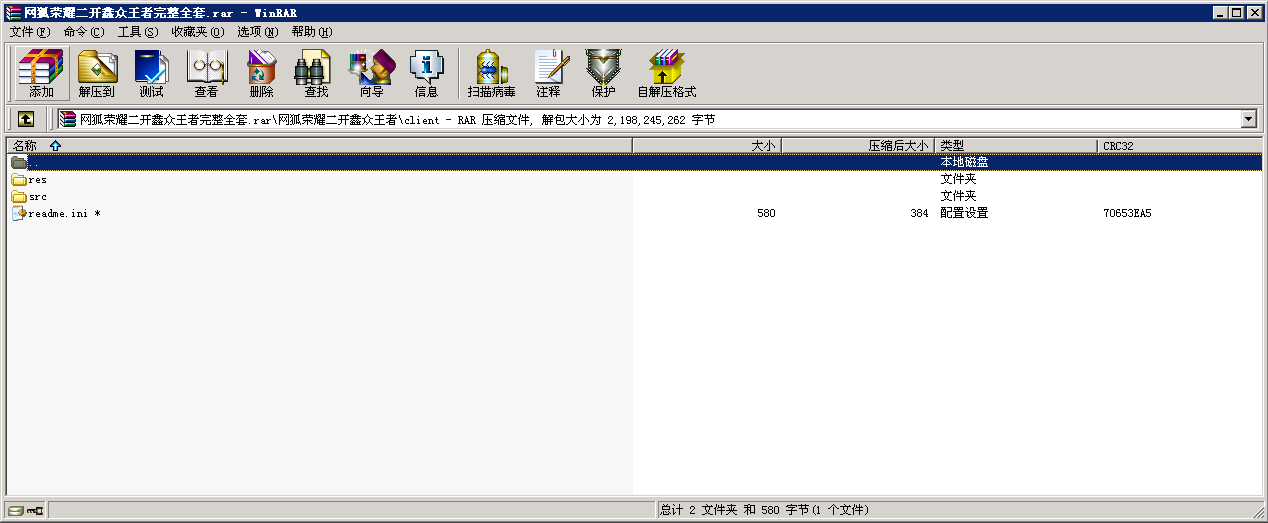 网狐荣耀二开鑫众王者完整全套.rar - WinRAR
文件(F) 命令(C) 工具(S) 收藏夹(O) 选项(N) 帮助(H)
添加 解压到 测试 查看 删除 查找 向导 信息 扫描病毒 注释 保护 自解压格式
网狐荣耀二开鑫众王者完整全套.rar\网狐荣耀二开鑫众王者\client - RAR 压缩文件, 解包大小为 2,198,245,262 字节
名称 大小 压缩后大小 类型 CRC32
.. 本地磁盘
res 文件夹
src 文件夹
readme.ini * 580 384 配置设置 70653EA5
总计 2 文件夹 和 580 字节(1 个文件)